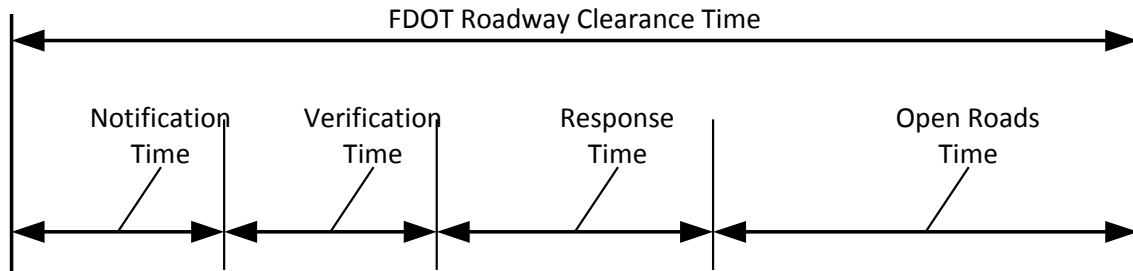 FDOT Roadway Clearance Time
Notification
Time
Verification
Time
Response
Time
Open Roads
Time